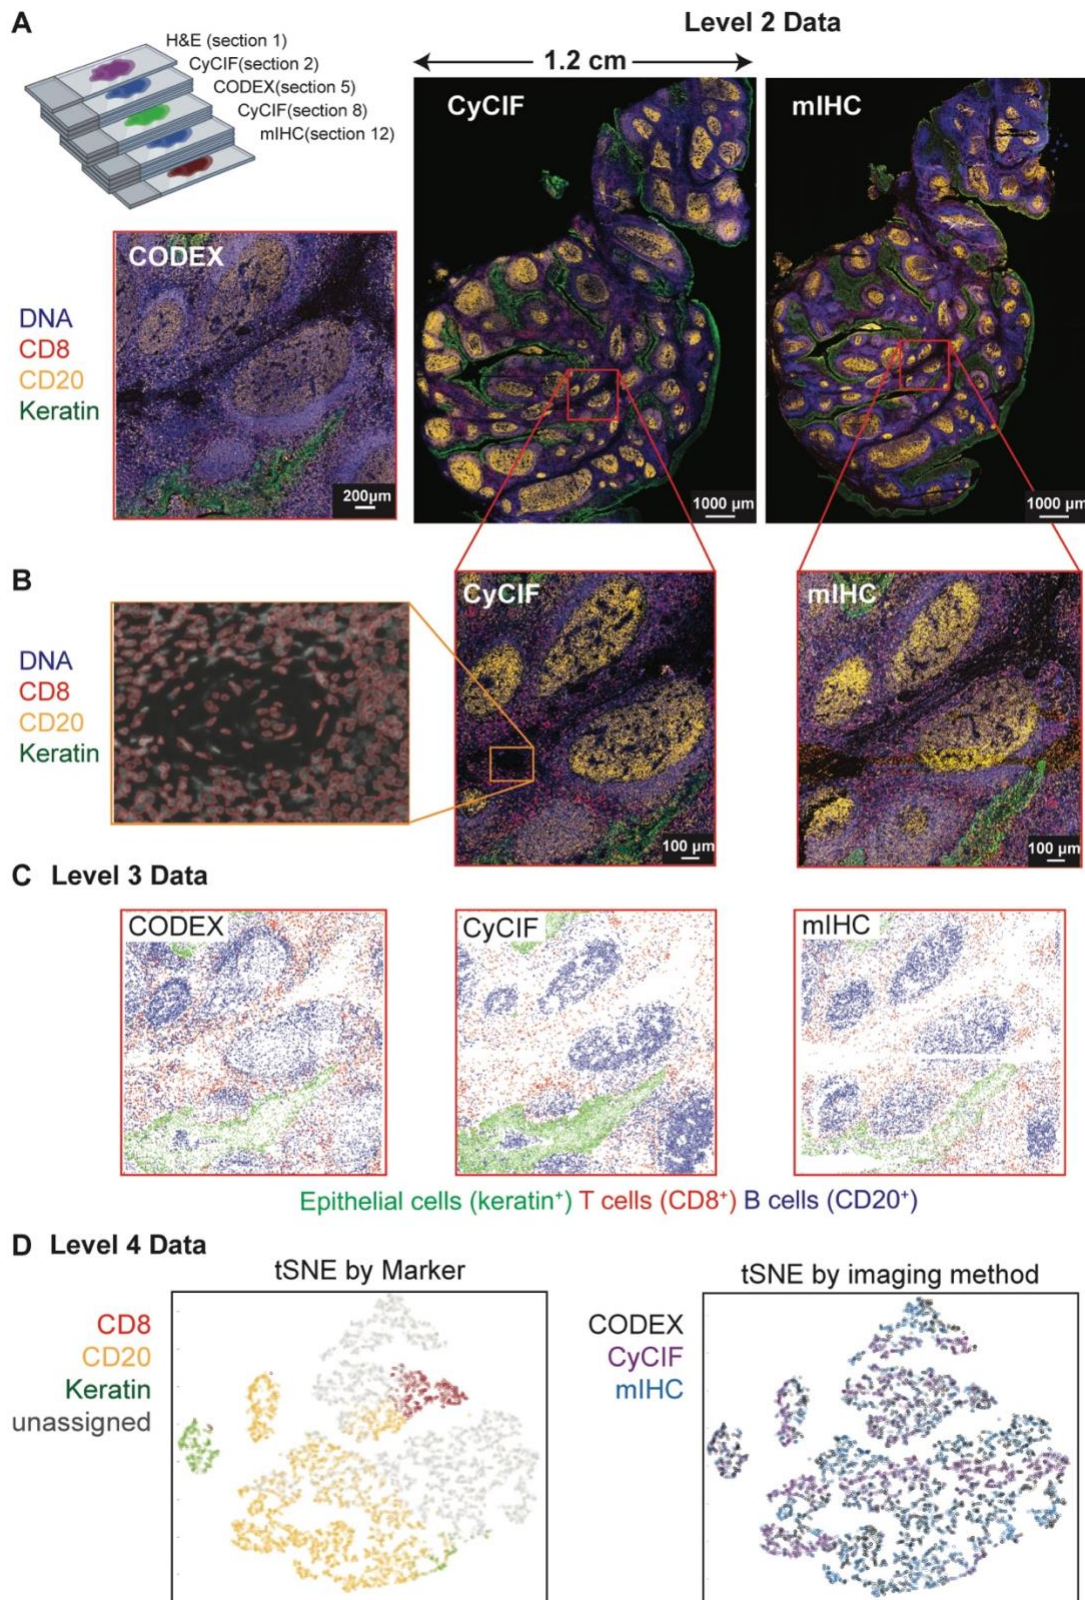 A
H&E (section 1)
CyCIF(section 2)
CODEX(section 5)
CyCIF(section 8)
mIHC(section 12)
Level 2 Data
1.2 cm
CyCIF
mIHC
CODEX
DNA
CD8
CD20
Keratin
200µm
1000 µm
1000 µm
B
DNA
CD8
CD20
Keratin
CyCIF
mIHC
100 µm
100 µm
C Level 3 Data
CODEX
CyCIF
mIHC
Epithelial cells (keratin⁺) T cells (CD8⁺) B cells (CD20⁺)
D Level 4 Data
tSNE by Marker
tSNE by imaging method
CD8
CD20
Keratin
unassigned
CODEX
CyCIF
mIHC